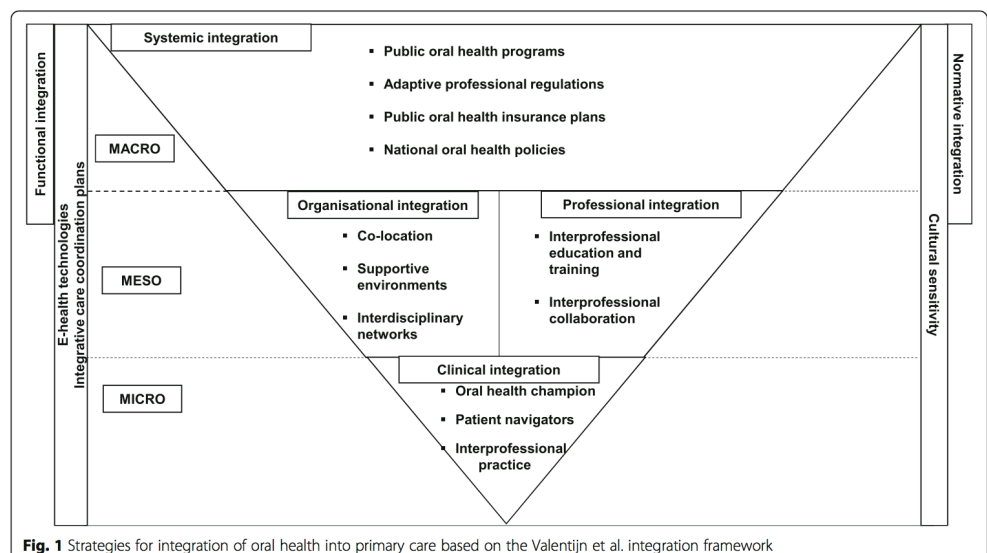 Functional integration
E-health technologies
Integrative care coordination plans
Systemic integration
▪ Public oral health programs
▪ Adaptive professional regulations
▪ Public oral health insurance plans
▪ National oral health policies
MACRO
Organisational integration
▪ Co-location
▪ Supportive
environments
▪ Interdisciplinary
networks
Professional integration
▪ Interprofessional
education and
training
▪ Interprofessional
collaboration
MESO
Clinical integration
▪ Oral health champion
▪ Patient navigators
▪ Interprofessional
practice
MICRO
Normative integration
Cultural sensitivity
Fig. 1 Strategies for integration of oral health into primary care based on the Valentijn et al. integration framework